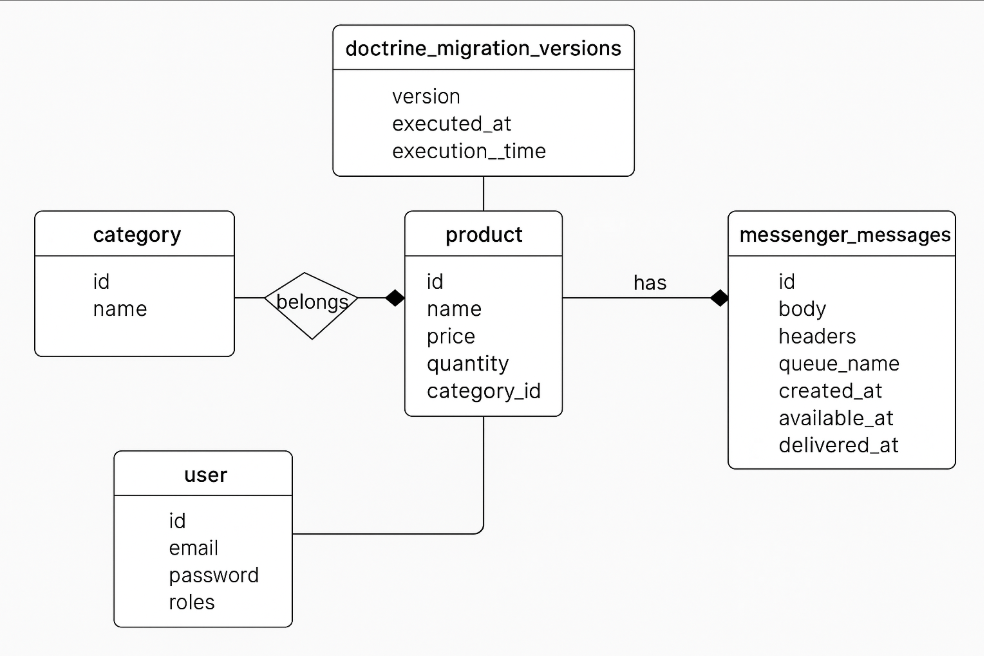 doctrine_migration_versions
version
executed_at
execution__time
category
id
name
belongs
product
id
name
price
quantity
category_id
has
messenger_messages
id
body
headers
queue_name
created_at
available_at
delivered_at
user
id
email
password
roles